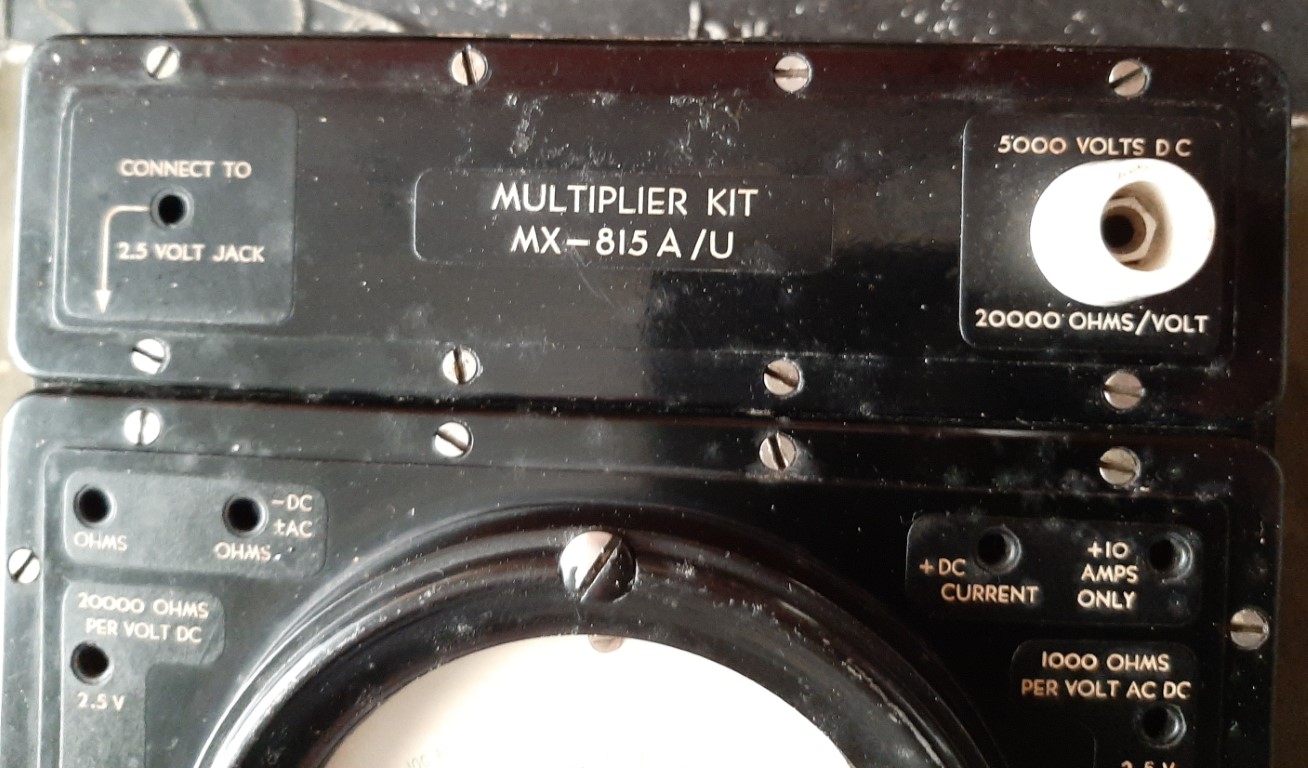 CONNECT TO
2.5 VOLT JACK
MULTIPLIER KIT
MX-815 A/U
5000 VOLTS DC
20000 OHMS/VOLT
OHMS
-DC
±AC
OHMS
20000 OHMS
PER VOLT DC
2.5 V
+DC
CURRENT
+10
AMPS
ONLY
1000 OHMS
PER VOLT AC DC
2.5 V